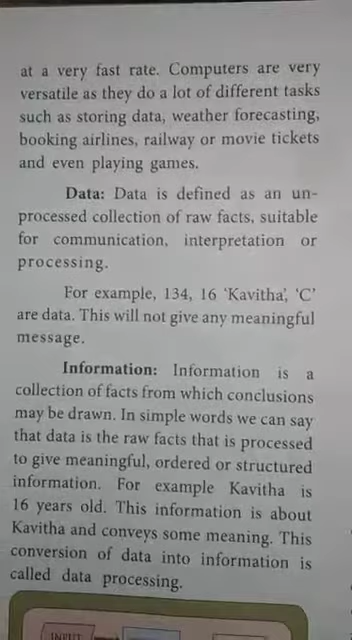 at a very fast rate. Computers are very
versatile as they do a lot of different tasks
such as storing data, weather forecasting,
booking airlines, railway or movie tickets
and even playing games.
Data: Data is defined as an un-
processed collection of raw facts, suitable
for communication, interpretation or
processing.
For example, 134, 16 ‘Kavitha’, ‘C’
are data. This will not give any meaningful
message.
Information: Information is a
collection of facts from which conclusions
may be drawn. In simple words we can say
that data is the raw facts that is processed
to give meaningful, ordered or structured
information. For example Kavitha is
16 years old. This information is about
Kavitha and conveys some meaning. This
conversion of data into information is
called data processing.
INPUT